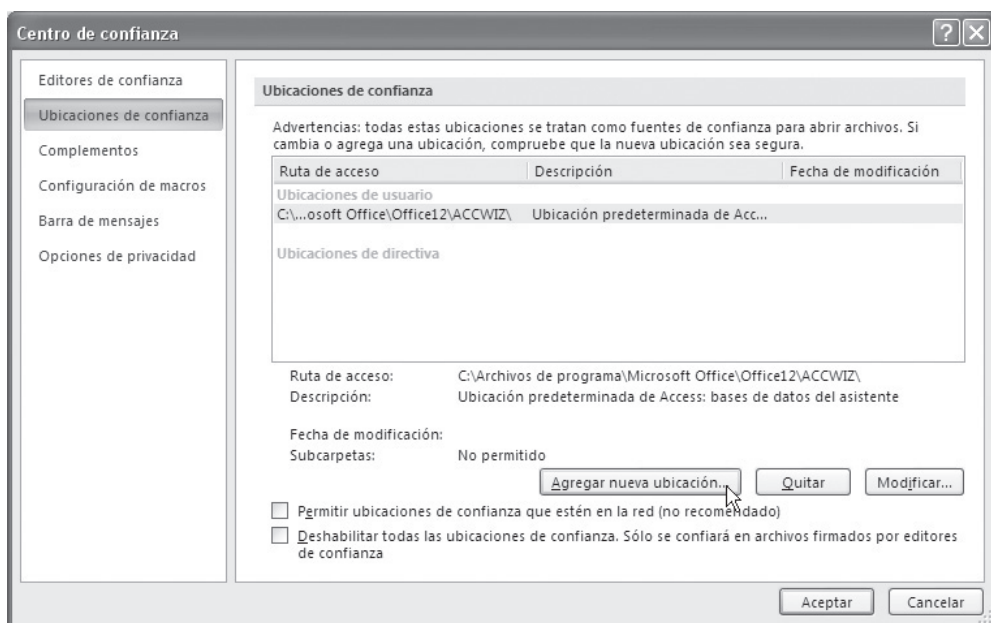 Centro de confianza
Editores de confianza
Ubicaciones de confianza
Complementos
Configuración de macros
Barra de mensajes
Opciones de privacidad
Ubicaciones de confianza
Advertencias: todas estas ubicaciones se tratan como fuentes de confianza para abrir archivos. Si
cambia o agrega una ubicación, compruebe que la nueva ubicación sea segura.
Ruta de acceso Descripción Fecha de modificación
Ubicaciones de usuario
C:\...osoft Office\Office12\ACCWIZ\ Ubicación predeterminada de Acc...
Ubicaciones de directiva
Ruta de acceso: C:\Archivos de programa\Microsoft Office\Office12\ACCWIZ\
Descripción: Ubicación predeterminada de Access: bases de datos del asistente
Fecha de modificación:
Subcarpetas: No permitido
Agregar nueva ubicación... Quitar Modificar...
Permitir ubicaciones de confianza que estén en la red (no recomendado)
Deshabilitar todas las ubicaciones de confianza. Sólo se confiará en archivos firmados por editores
de confianza
Aceptar Cancelar